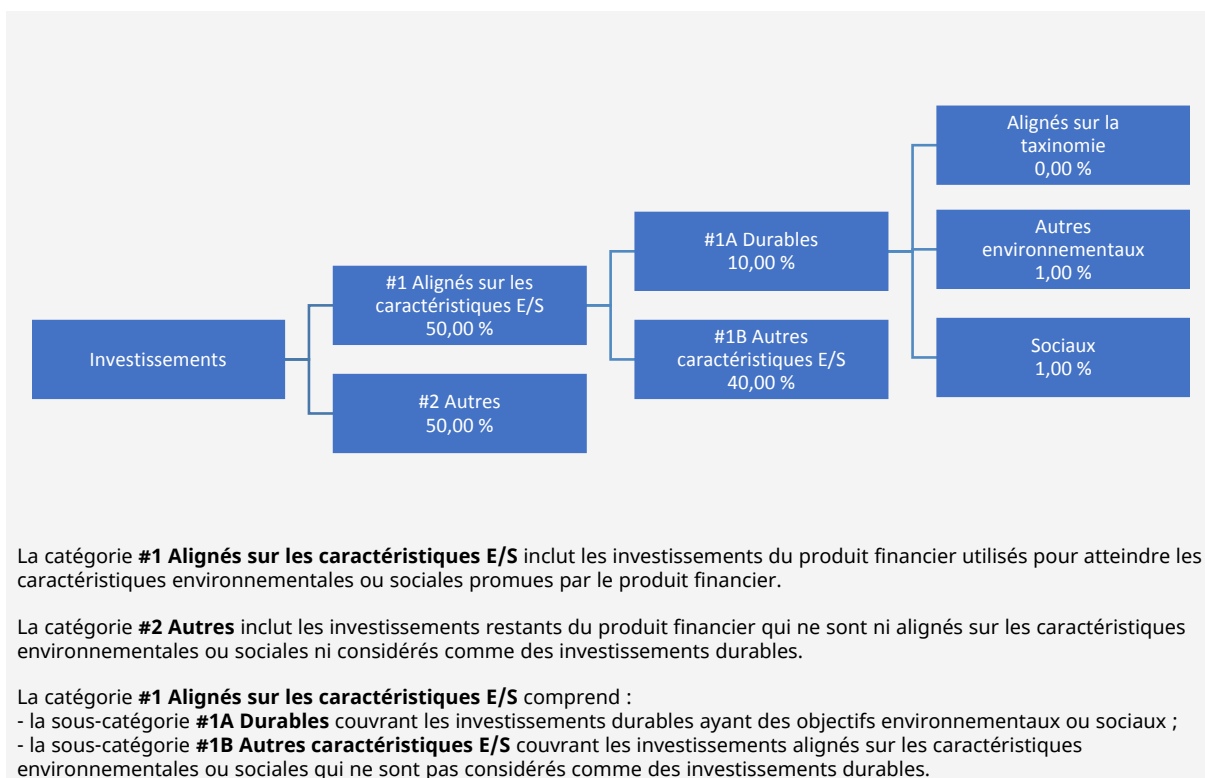 Investissements
#1 Alignés sur les
caractéristiques E/S
50,00 %
#2 Autres
50,00 %
#1A Durables
10,00 %
#1B Autres
caractéristiques E/S
40,00 %
Alignés sur la
taxinomie
0,00 %
Autres
environnementaux
1,00 %
Sociaux
1,00 %
La catégorie #1 Alignés sur les caractéristiques E/S inclut les investissements du produit financier utilisés pour atteindre les
caractéristiques environnementales ou sociales promues par le produit financier.
La catégorie #2 Autres inclut les investissements restants du produit financier qui ne sont ni alignés sur les caractéristiques
environnementales ou sociales ni considérés comme des investissements durables.
La catégorie #1 Alignés sur les caractéristiques E/S comprend :
- la sous-catégorie #1A Durables couvrant les investissements durables ayant des objectifs environnementaux ou sociaux ;
- la sous-catégorie #1B Autres caractéristiques E/S couvrant les investissements alignés sur les caractéristiques
environnementales ou sociales qui ne sont pas considérés comme des investissements durables.